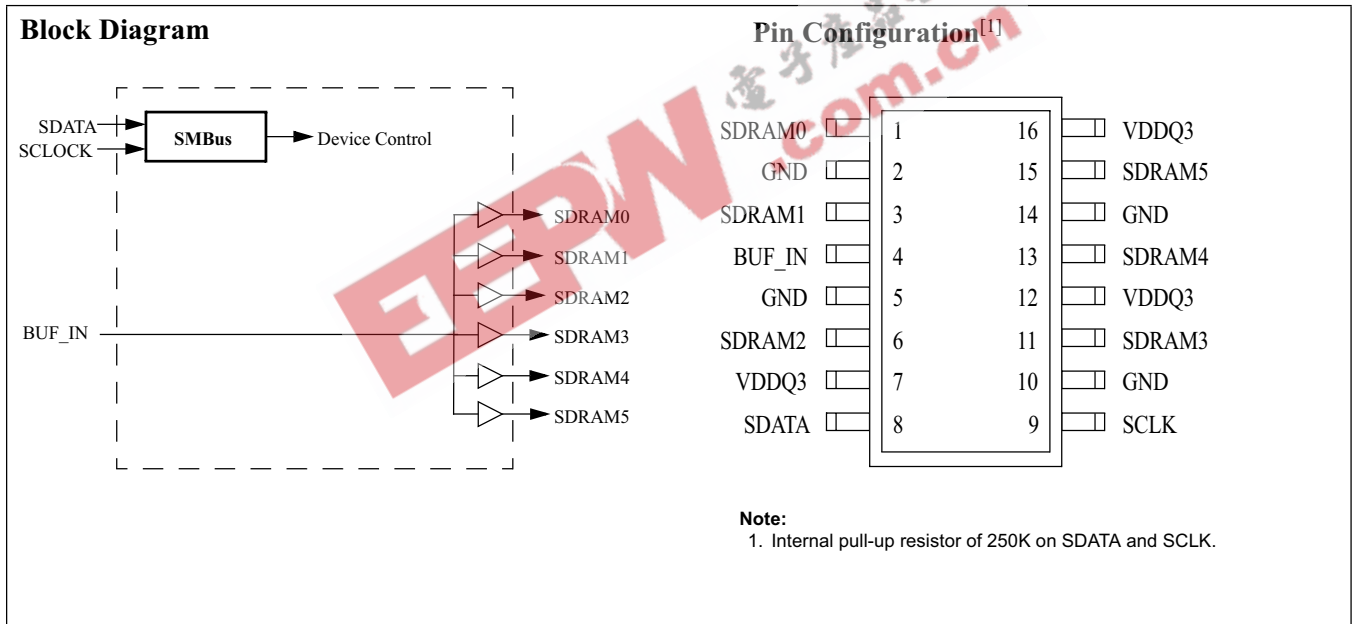 Block Diagram
SDATA
SCLOCK
SMBus
Device Control
BUF_IN
SDRAM0
SDRAM1
SDRAM2
SDRAM3
SDRAM4
SDRAM5
Pin Configuration[1]
SDRAM0 1 16 VDDQ3
GND 2 15 SDRAM5
SDRAM1 3 14 GND
BUF_IN 4 13 SDRAM4
GND 5 12 VDDQ3
SDRAM2 6 11 SDRAM3
VDDQ3 7 10 GND
SDATA 8 9 SCLK
Note:
1. Internal pull-up resistor of 250K on SDATA and SCLK.
EEPW
.com.cn